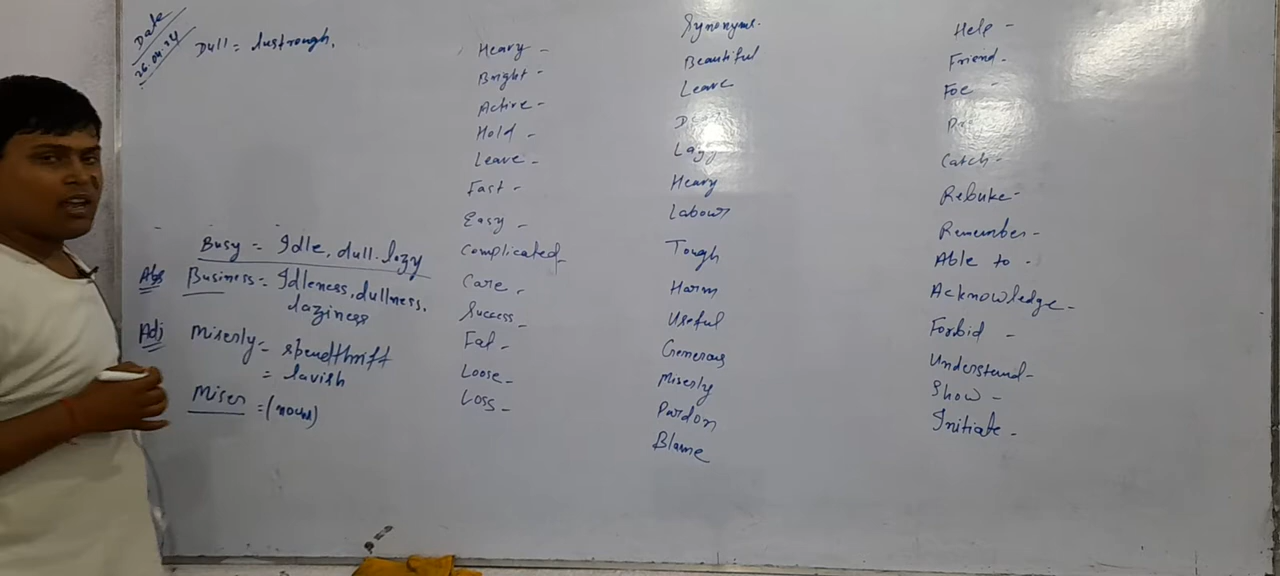 Date
26.04.24
Dull = lustrough.
Busy = Idle, dull. lazy
Abs Business = Idleness, dullness,
laziness
Adj Miserly = spendthrift
= lavish
Miser = (noun)
Heavy -
Bright -
Active -
Hold -
Leave -
Fast -
Easy -
Complicated -
Care -
Success -
Fat -
Loose -
Loss -
Synonyms.
Beautiful
Leave
Lazy
Heavy
Labour
Tough
Harm
Useful
Generous
Miserly
Pardon
Blame
Help -
Friend -
Foe -
Catch -
Rebuke -
Remember -
Able to -
Acknowledge -
Forbid -
Understand -
Show -
Initiate -